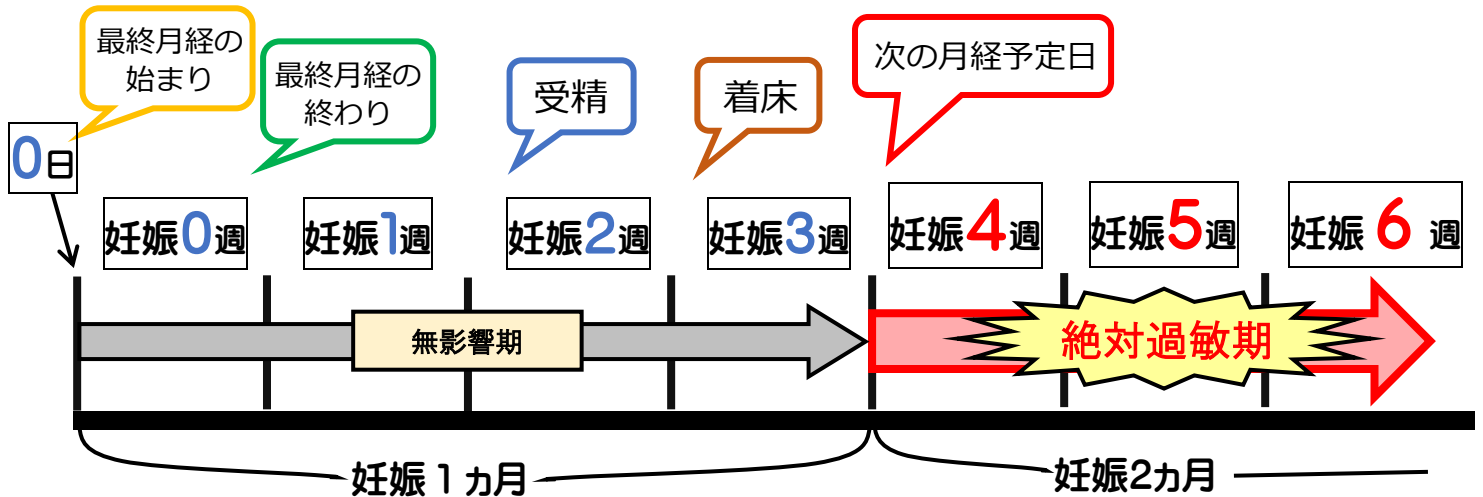 最終月経の
始まり
最終月経の
終わり
受精
着床
次の月経予定日
0日
妊娠0週
妊娠1週
妊娠2週
妊娠3週
妊娠4週
妊娠5週
妊娠6週
無影響期
絶対過敏期
妊娠1ヵ月
妊娠2ヵ月